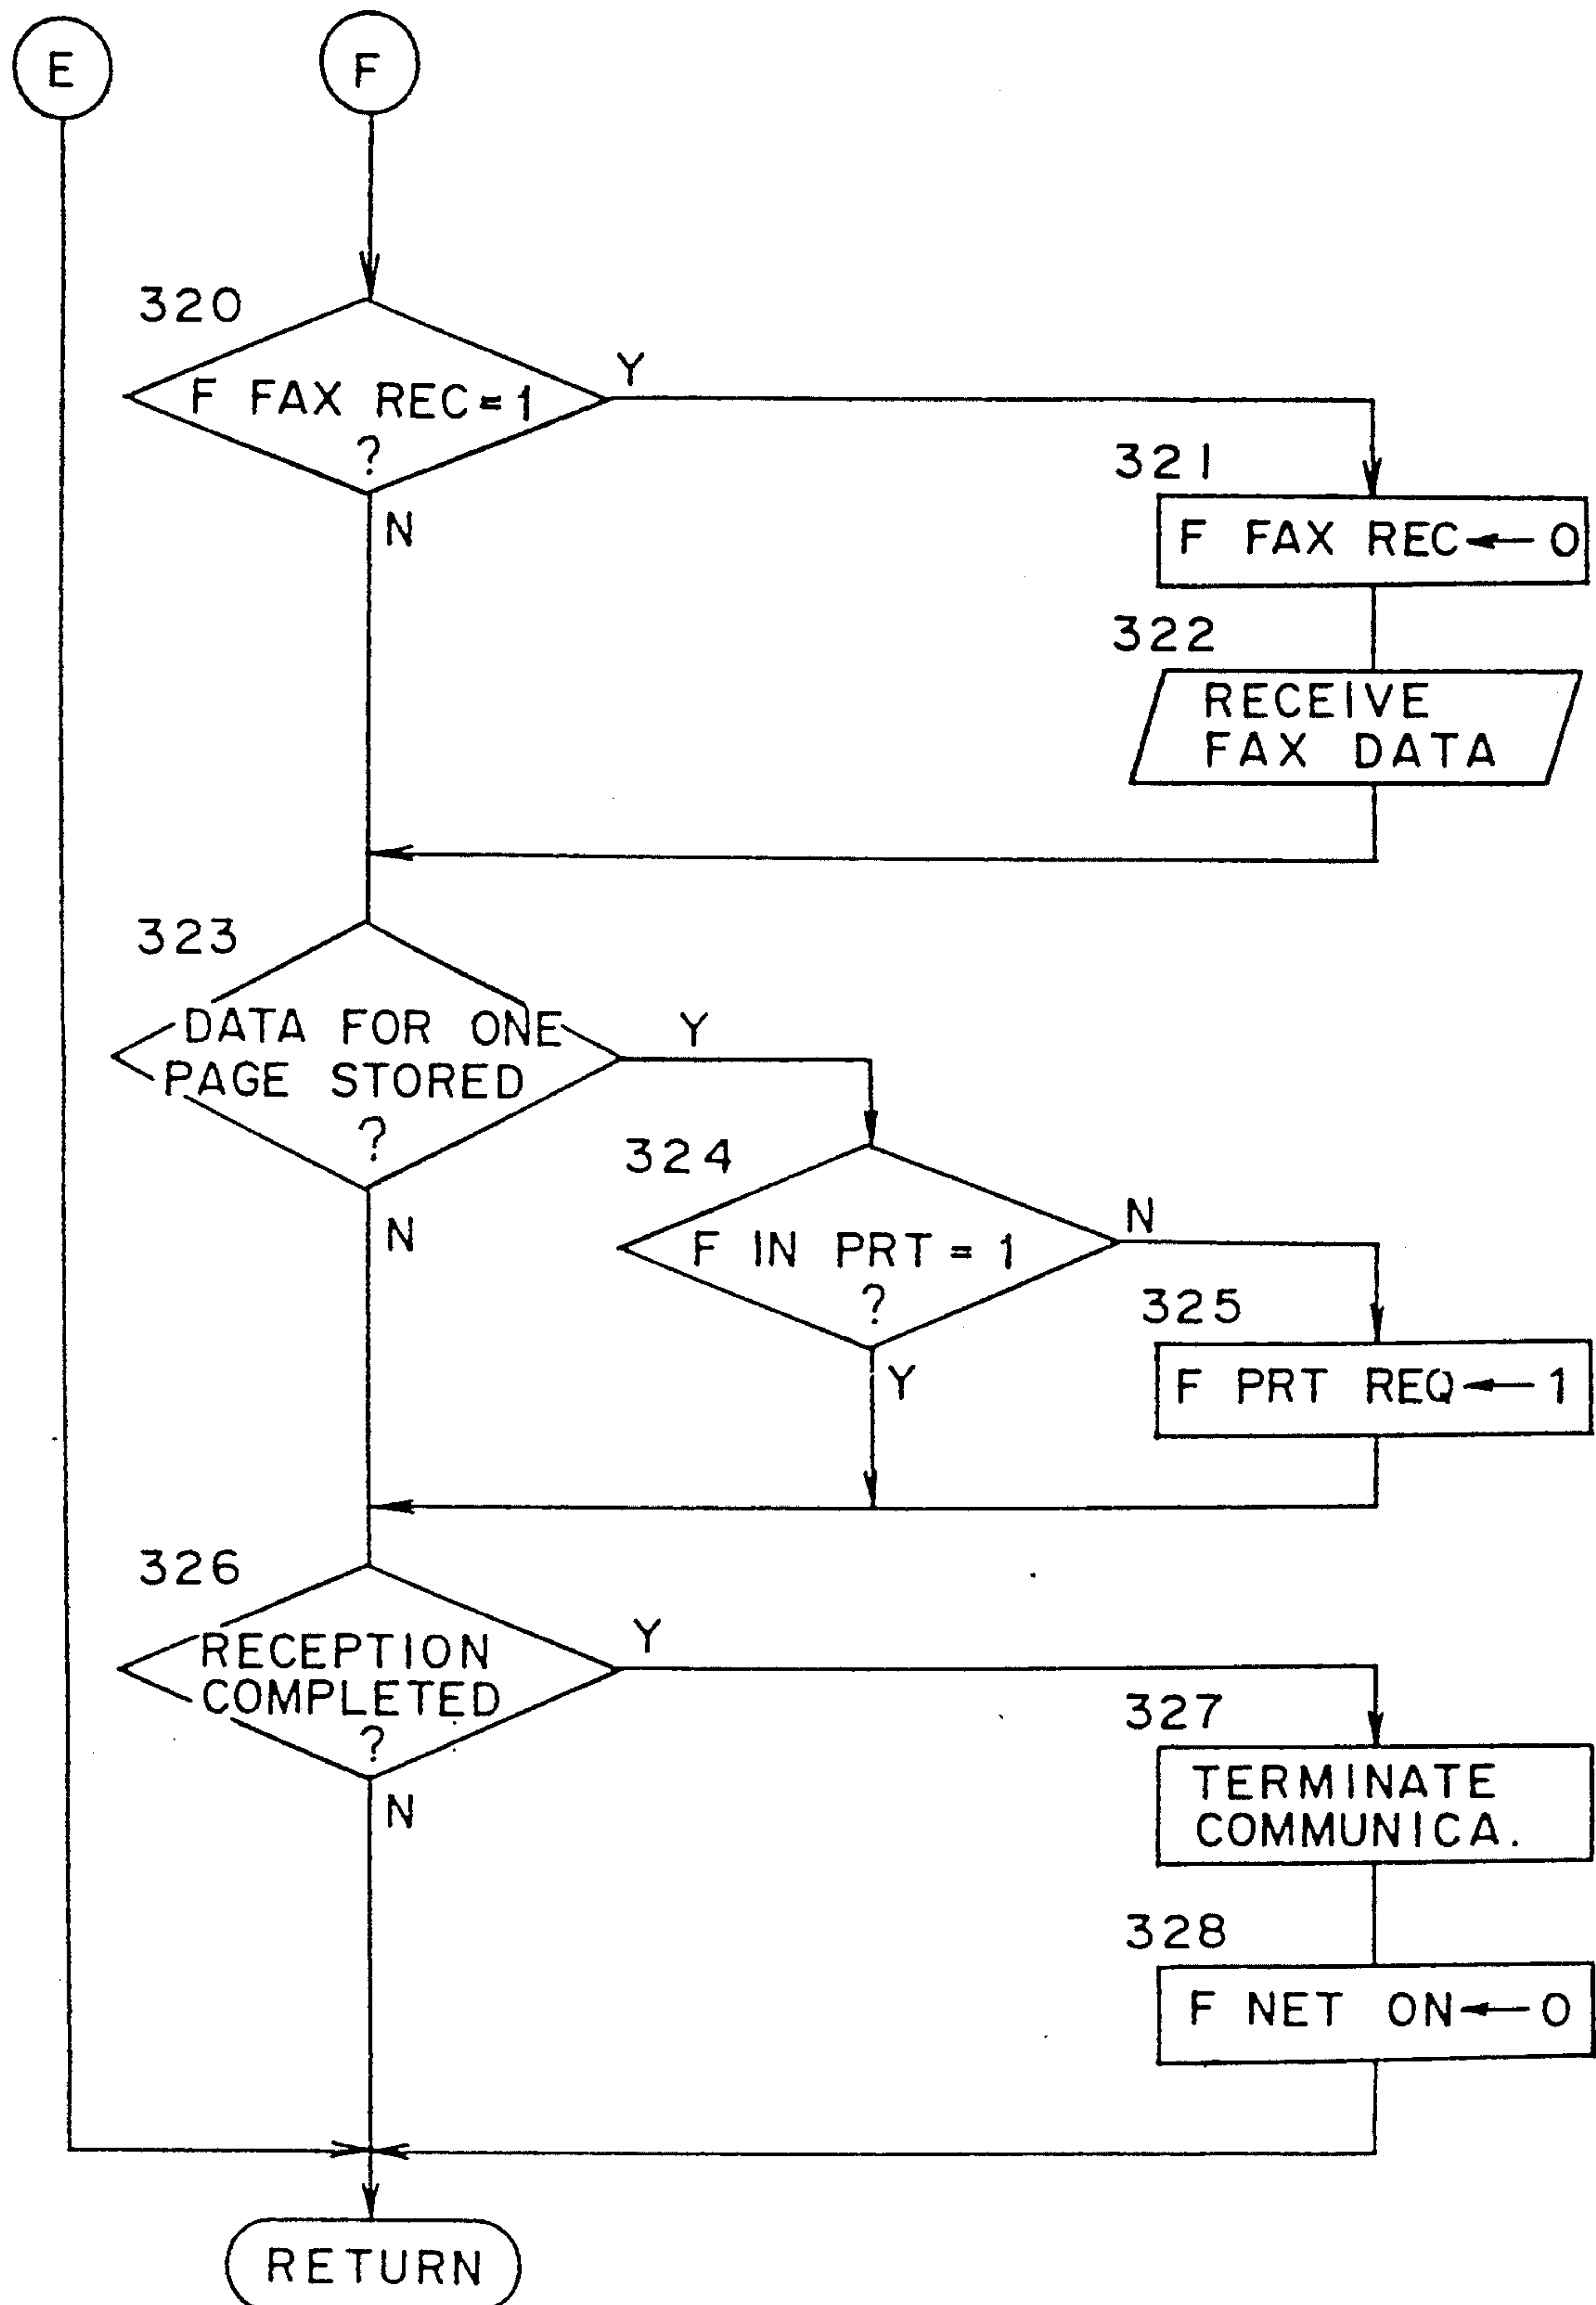 E
F
320
F FAX REC=1
?
Y
N
321
F FAX REC←0
322
RECEIVE
FAX DATA
323
DATA FOR ONE
PAGE STORED
?
Y
N
324
F IN PRT=1
?
N
Y
325
F PRT REQ←1
326
RECEPTION
COMPLETED
?
Y
N
327
TERMINATE
COMMUNICA.
328
F NET ON←0
RETURN